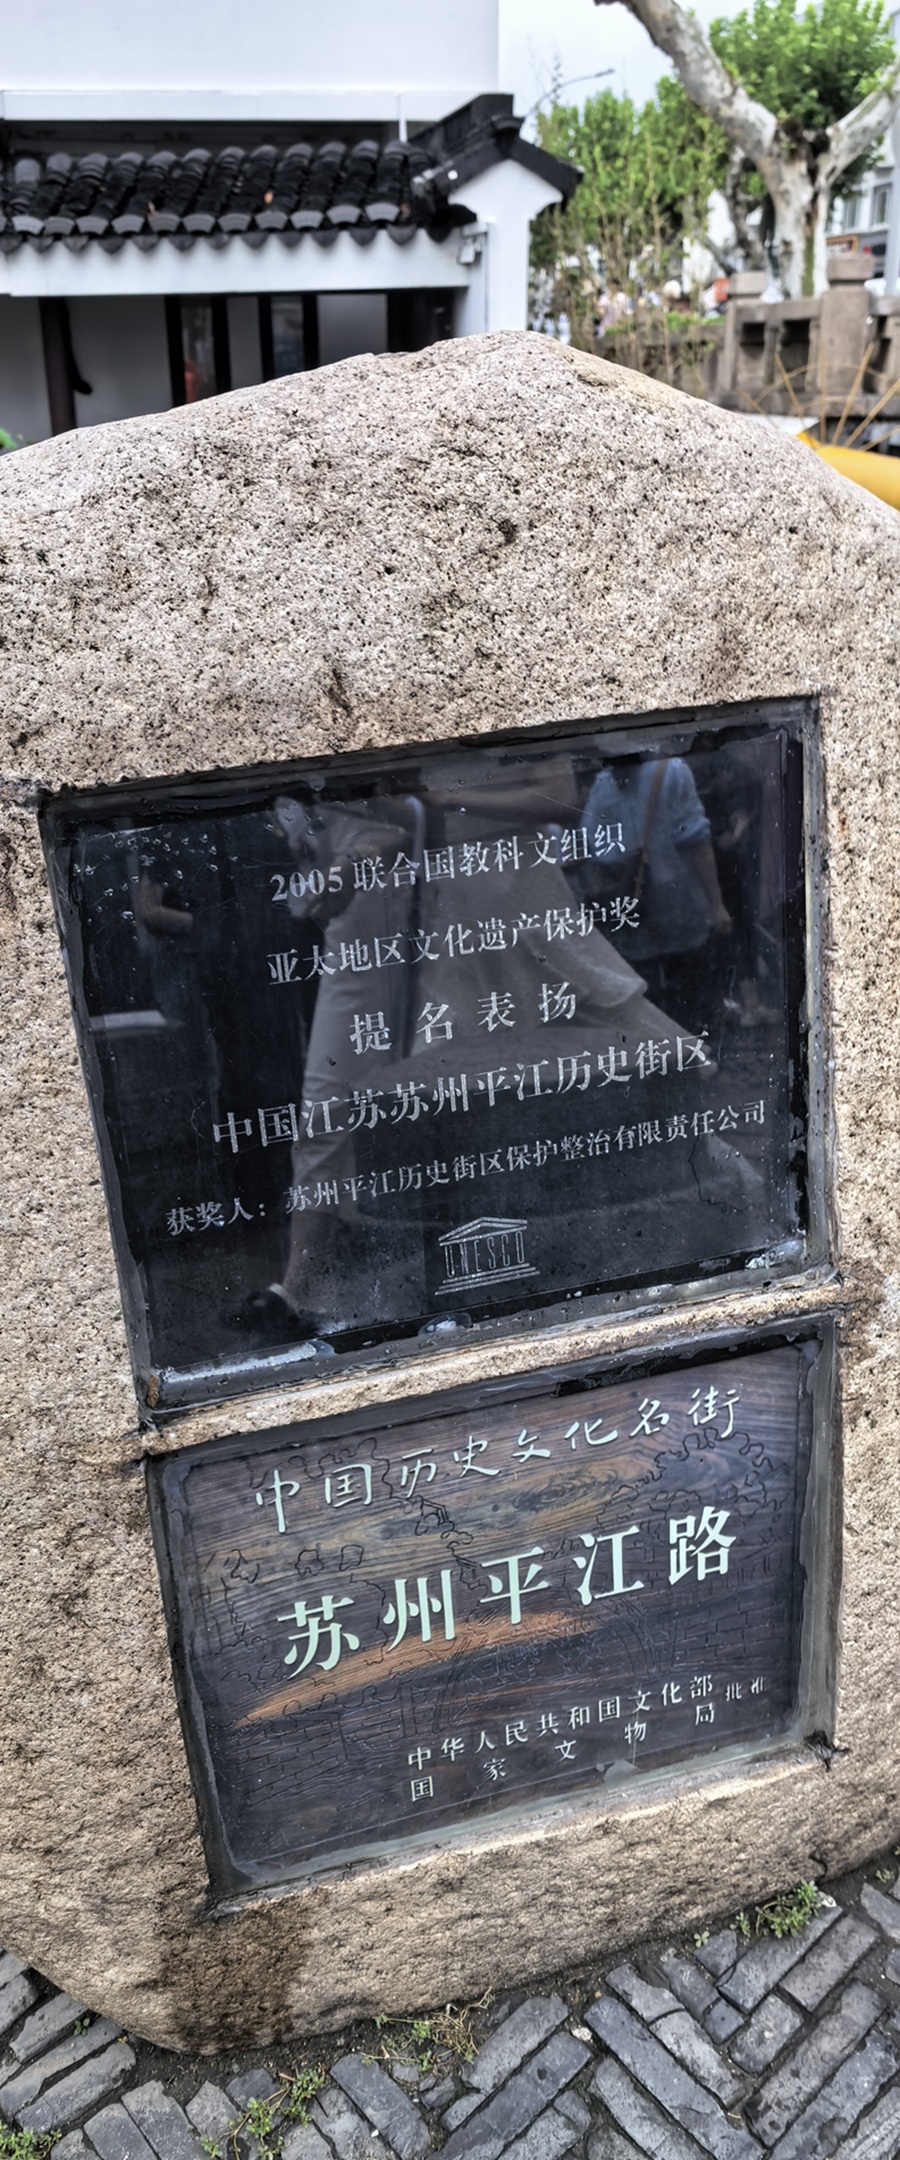 2005 联合国教科文组织
亚太地区文化遗产保护奖
提名表扬
中国江苏苏州平江历史街区
获奖人：苏州平江历史街区保护整治有限责任公司
UNESCO
中国历史文化名街
苏州平江路
中华人民共和国文化部 批准
国家文物局